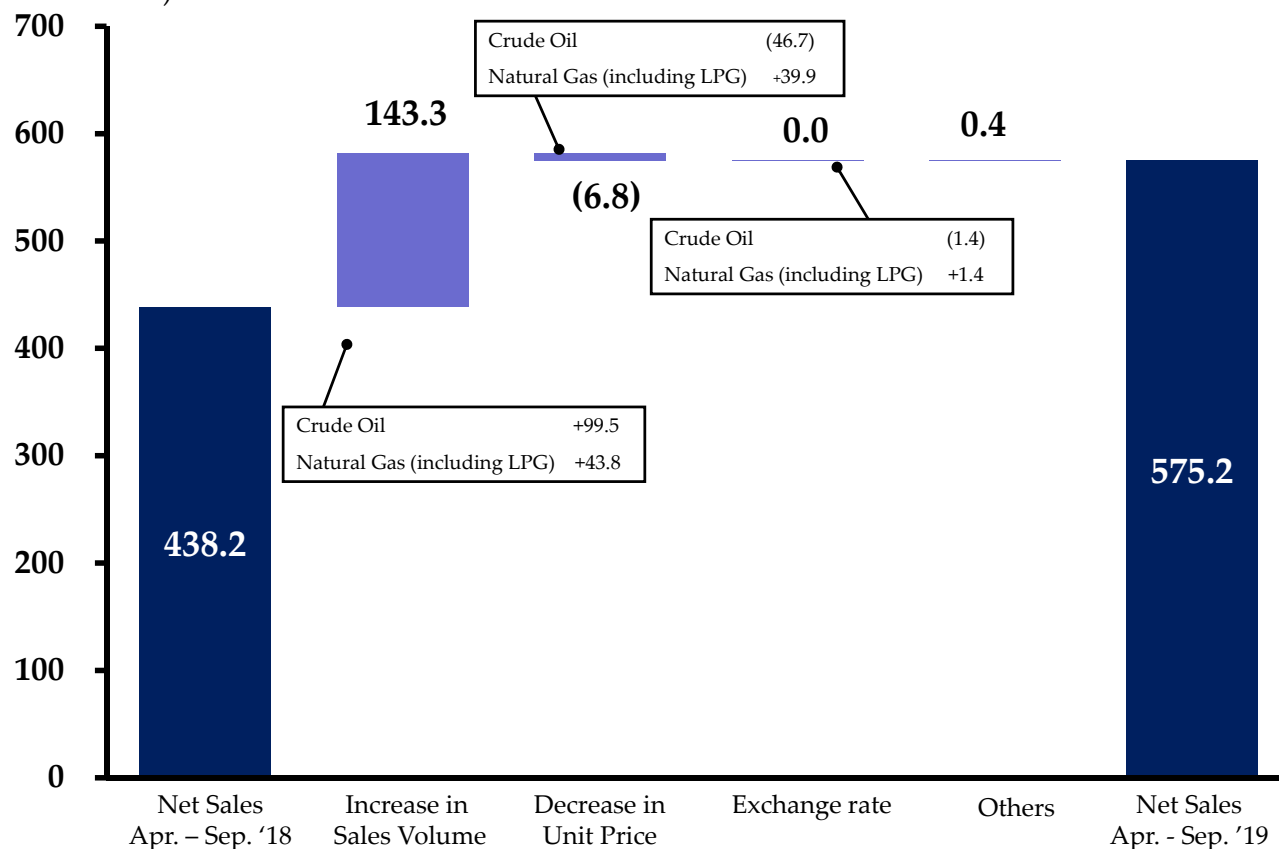 700
600
500
400
300
200
100
0
Crude Oil (46.7)
Natural Gas (including LPG) +39.9
143.3
(6.8)
0.0
0.4
Crude Oil (1.4)
Natural Gas (including LPG) +1.4
Crude Oil +99.5
Natural Gas (including LPG) +43.8
438.2
575.2
Net Sales
Apr. – Sep. ‘18
Increase in
Sales Volume
Decrease in
Unit Price
Exchange rate
Others
Net Sales
Apr. - Sep. ’19